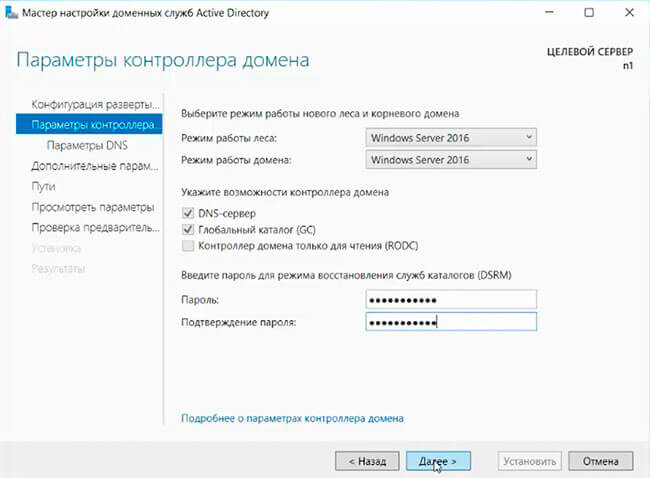 Мастер настройки доменных служб Active Directory
Параметры контроллера домена
ЦЕЛЕВОЙ СЕРВЕР
n1
Конфигурация разверты...
Параметры контроллера...
Параметры DNS
Дополнительные парам...
Пути
Просмотреть параметры
Проверка предваритель...
Установка
Результаты
Выберите режим работы нового леса и корневого домена
Режим работы леса: Windows Server 2016
Режим работы домена: Windows Server 2016
Укажите возможности контроллера домена
DNS-сервер
Глобальный каталог (GC)
Контроллер домена только для чтения (RODC)
Введите пароль для режима восстановления служб каталогов (DSRM)
Пароль: ●●●●●●●●●●●
Подтверждение пароля: ●●●●●●●●●●●
Подробнее о параметрах контроллера домена
< Назад Далее > Установить Отмена